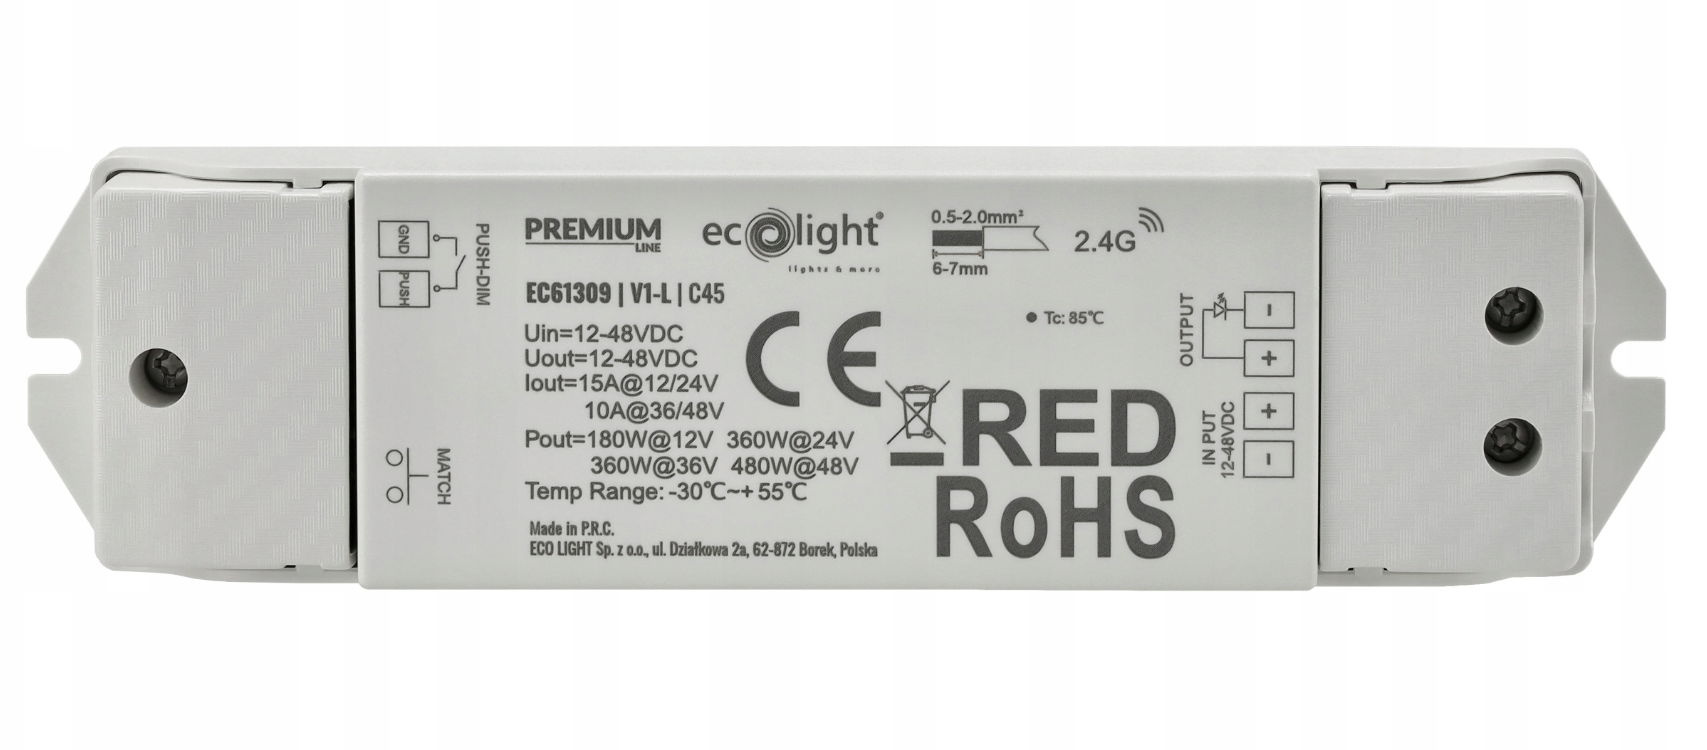 GND
PUSH
PUSH-DIM
MATCH
PREMIUM
LINE
ecolight®
lights & more
0.5-2.0mm²
6-7mm
2.4G
EC61309 | V1-L | C45
Uin=12-48VDC
Uout=12-48VDC
Iout=15A@12/24V
10A@36/48V
Pout=180W@12V 360W@24V
360W@36V 480W@48V
Temp Range: -30℃~+55℃
Made in P.R.C.
ECO LIGHT Sp. z o.o., ul. Działkowa 2a, 62-872 Borek, Polska
CE
Tc: 85℃
RED
RoHS
OUTPUT
-
+
IN PUT
12-48VDC
+
-